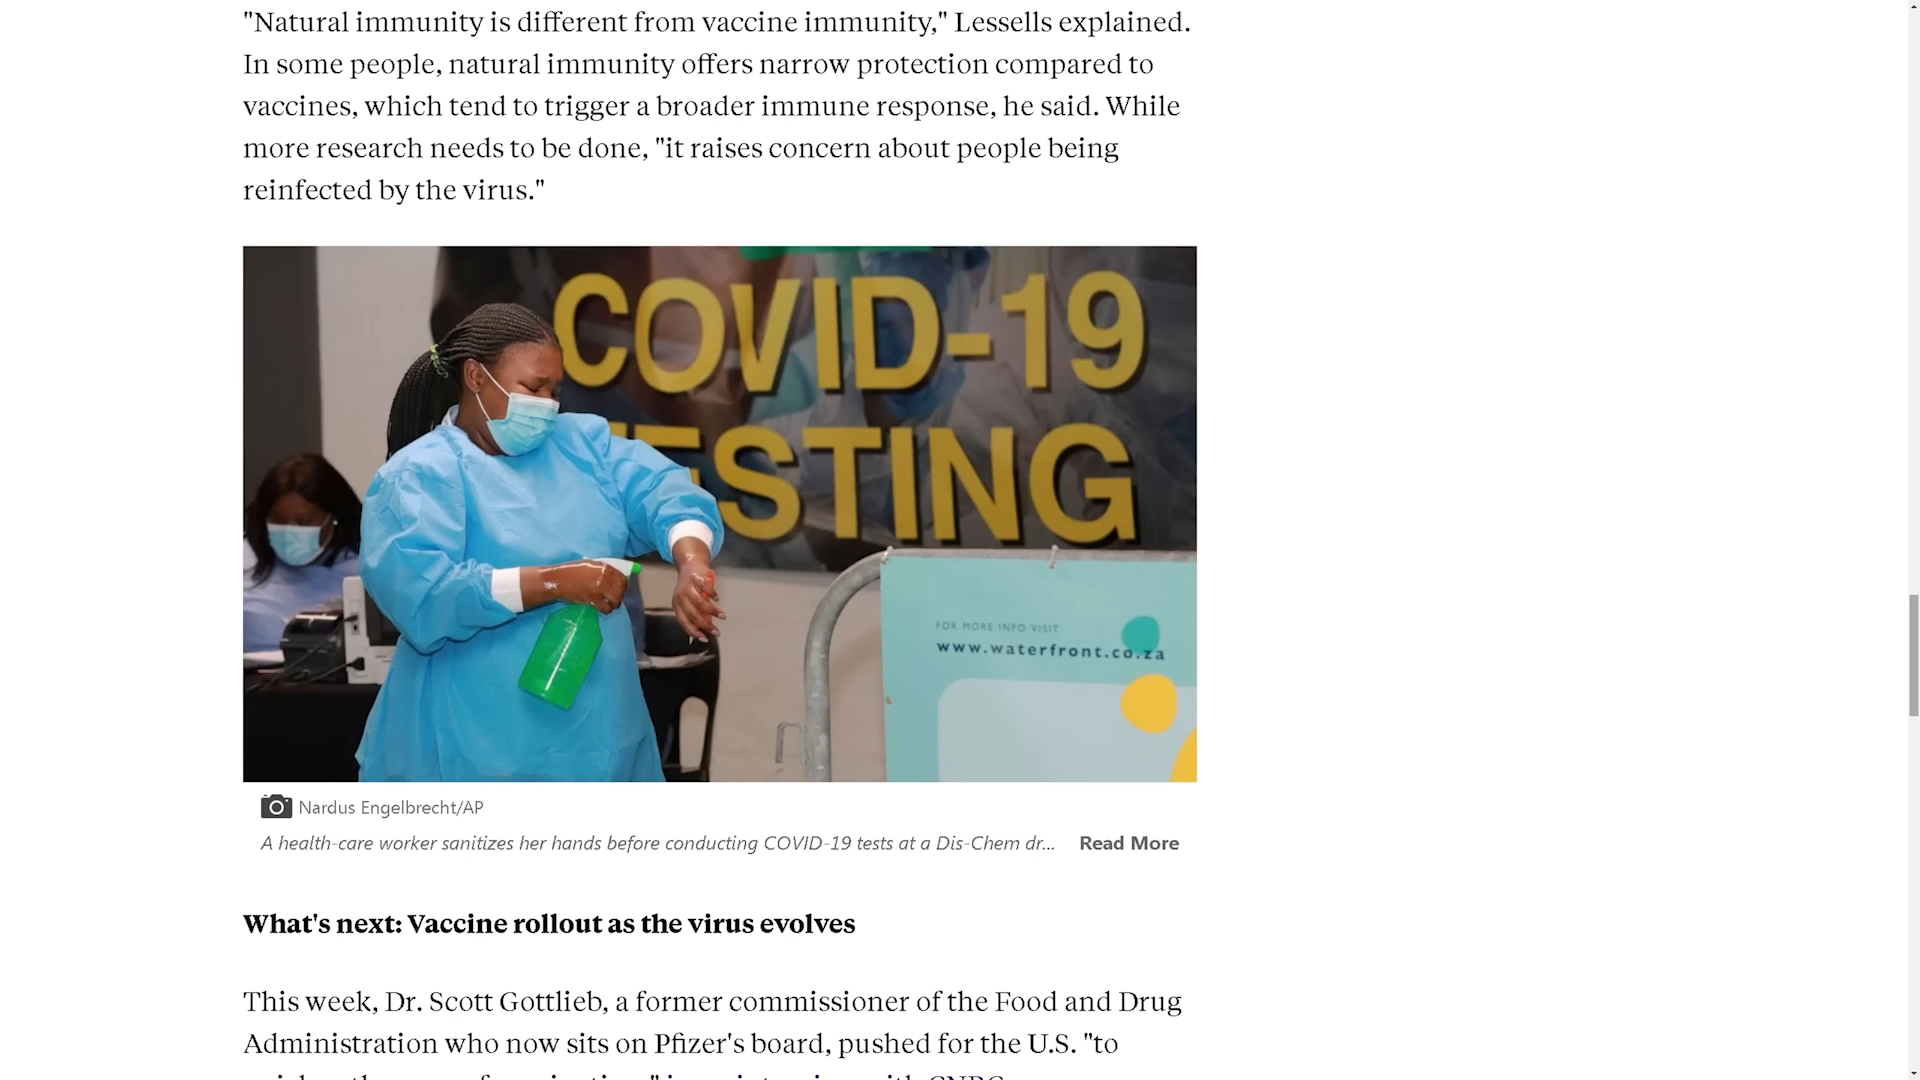 "Natural immunity is different from vaccine immunity," Lessells explained.
In some people, natural immunity offers narrow protection compared to
vaccines, which tend to trigger a broader immune response, he said. While
more research needs to be done, "it raises concern about people being
reinfected by the virus."
COVID-19
TESTING
FOR MORE INFO VISIT
www.waterfront.co.za
Nardus Engelbrecht/AP
A health-care worker sanitizes her hands before conducting COVID-19 tests at a Dis-Chem dr... Read More
What's next: Vaccine rollout as the virus evolves
This week, Dr. Scott Gottlieb, a former commissioner of the Food and Drug
Administration who now sits on Pfizer's board, pushed for the U.S. "to